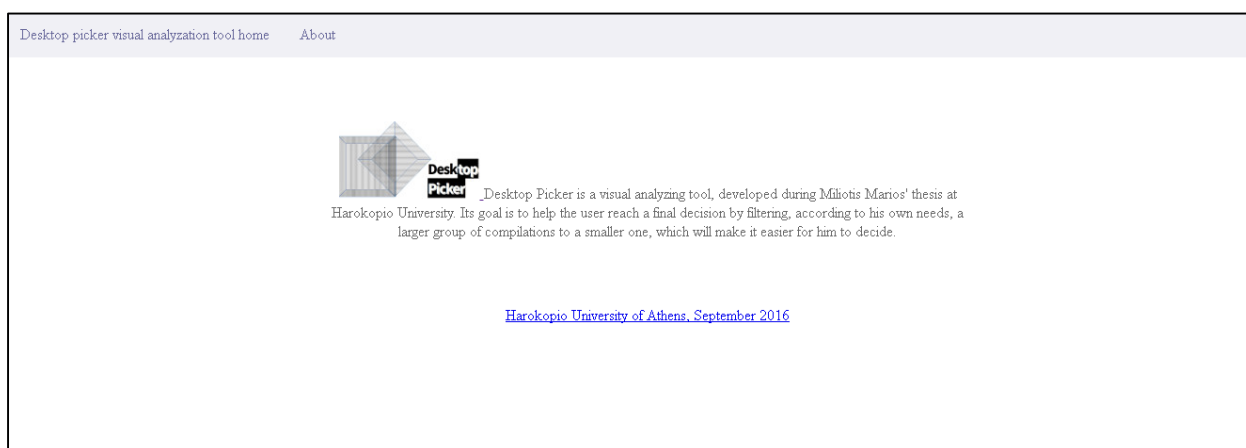 Desktop picker visual analyzation tool home About
Desktop
Picker
Desktop Picker is a visual analyzing tool, developed during Miliotis Marios' thesis at
Harokopio University. Its goal is to help the user reach a final decision by filtering, according to his own needs, a
larger group of compilations to a smaller one, which will make it easier for him to decide.
Harokopio University of Athens, September 2016